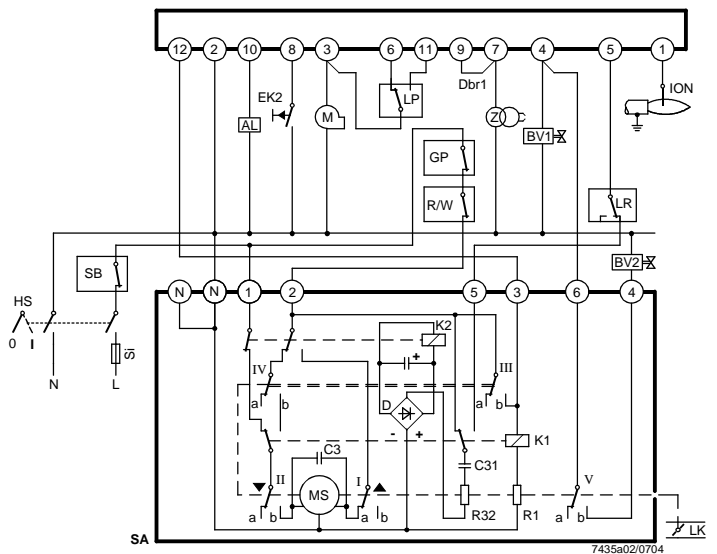 12 2 10 8 3 6 11 9 7 4 5 1
Dbr1
EK2
LP
ION
AL
M
Z
BV1
GP
R/W
LR
SB
BV2
HS
0 I
Si
N L
N N 1 2 5 3 6 4
K2
+
IV
III
a b
a b
D
- +
K1
C3
C31
II
I
V
MS
a b
a b
a b
R32
R1
LK
SA
7435a02/0704